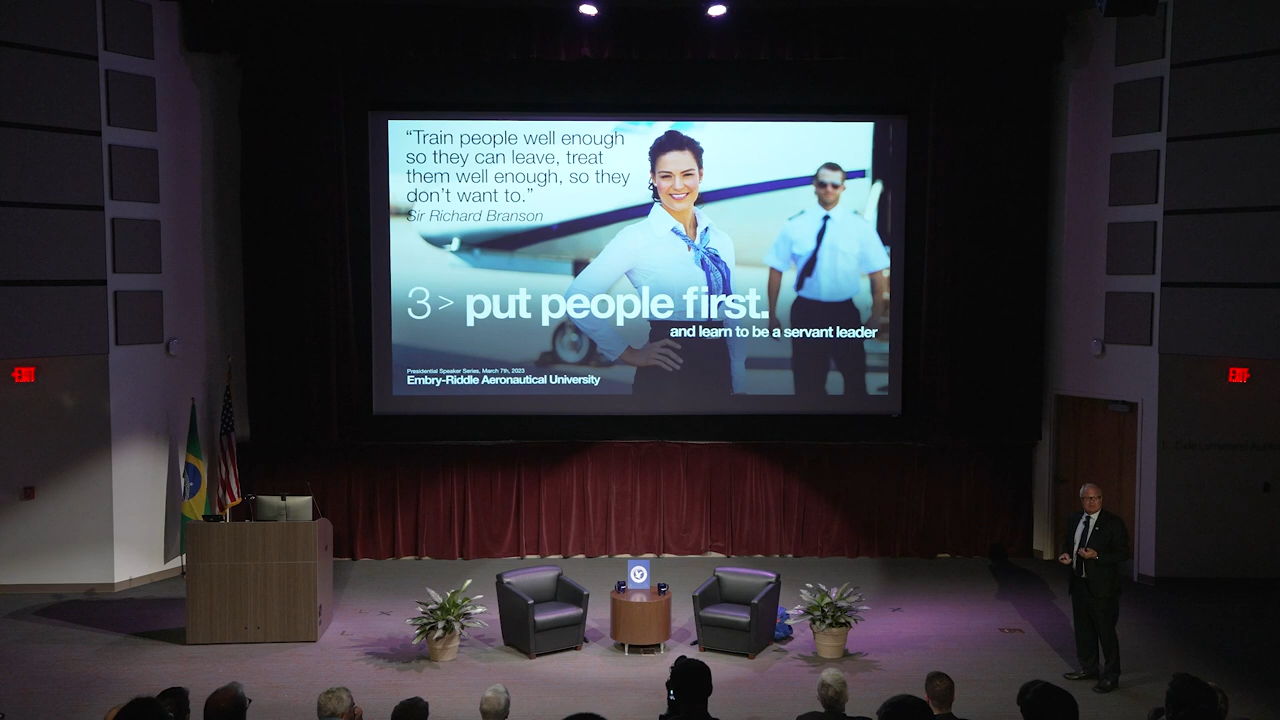 “Train people well enough
so they can leave, treat
them well enough, so they
don’t want to.”
Sir Richard Branson
3> put people first.
and learn to be a servant leader
Presidential Speaker Series, March 7th, 2023
Embry-Riddle Aeronautical University
EXIT
EXIT